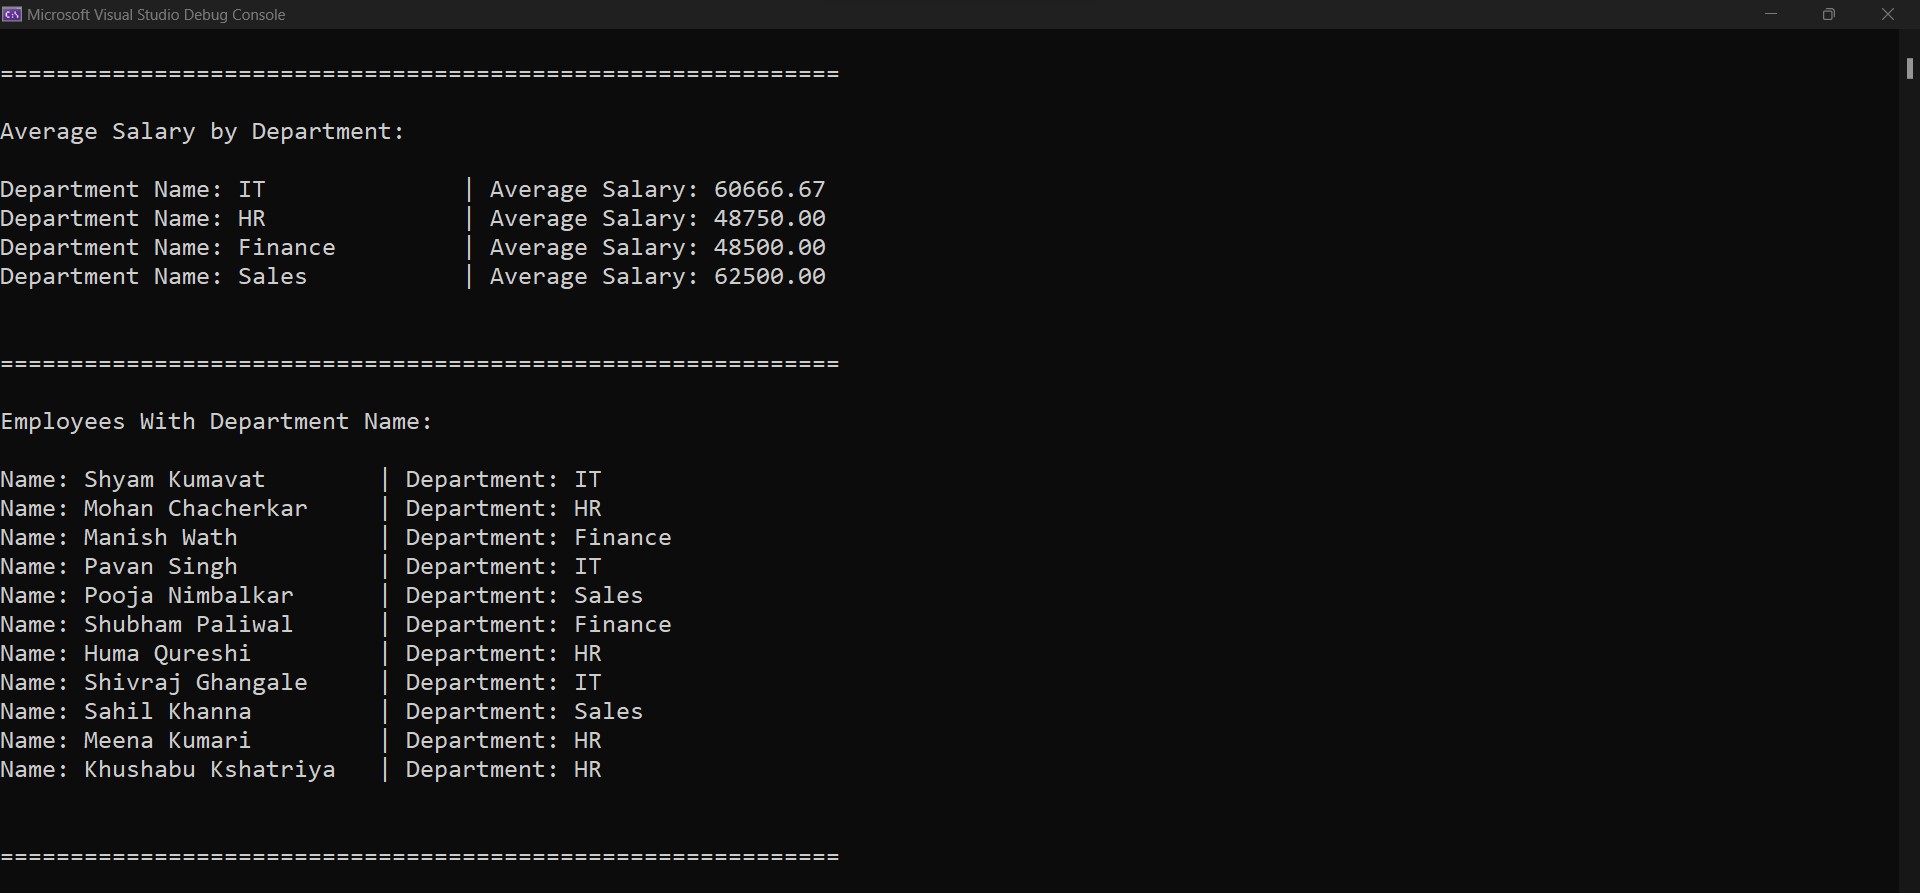 Microsoft Visual Studio Debug Console
============================================================
Average Salary by Department:
Department Name: IT              | Average Salary: 60666.67
Department Name: HR              | Average Salary: 48750.00
Department Name: Finance         | Average Salary: 48500.00
Department Name: Sales           | Average Salary: 62500.00
============================================================
Employees With Department Name:
Name: Shyam Kumavat        | Department: IT
Name: Mohan Chacherkar     | Department: HR
Name: Manish Wath          | Department: Finance
Name: Pavan Singh          | Department: IT
Name: Pooja Nimbalkar      | Department: Sales
Name: Shubham Paliwal      | Department: Finance
Name: Huma Qureshi         | Department: HR
Name: Shivraj Ghangale     | Department: IT
Name: Sahil Khanna         | Department: Sales
Name: Meena Kumari         | Department: HR
Name: Khushabu Kshatriya   | Department: HR
============================================================